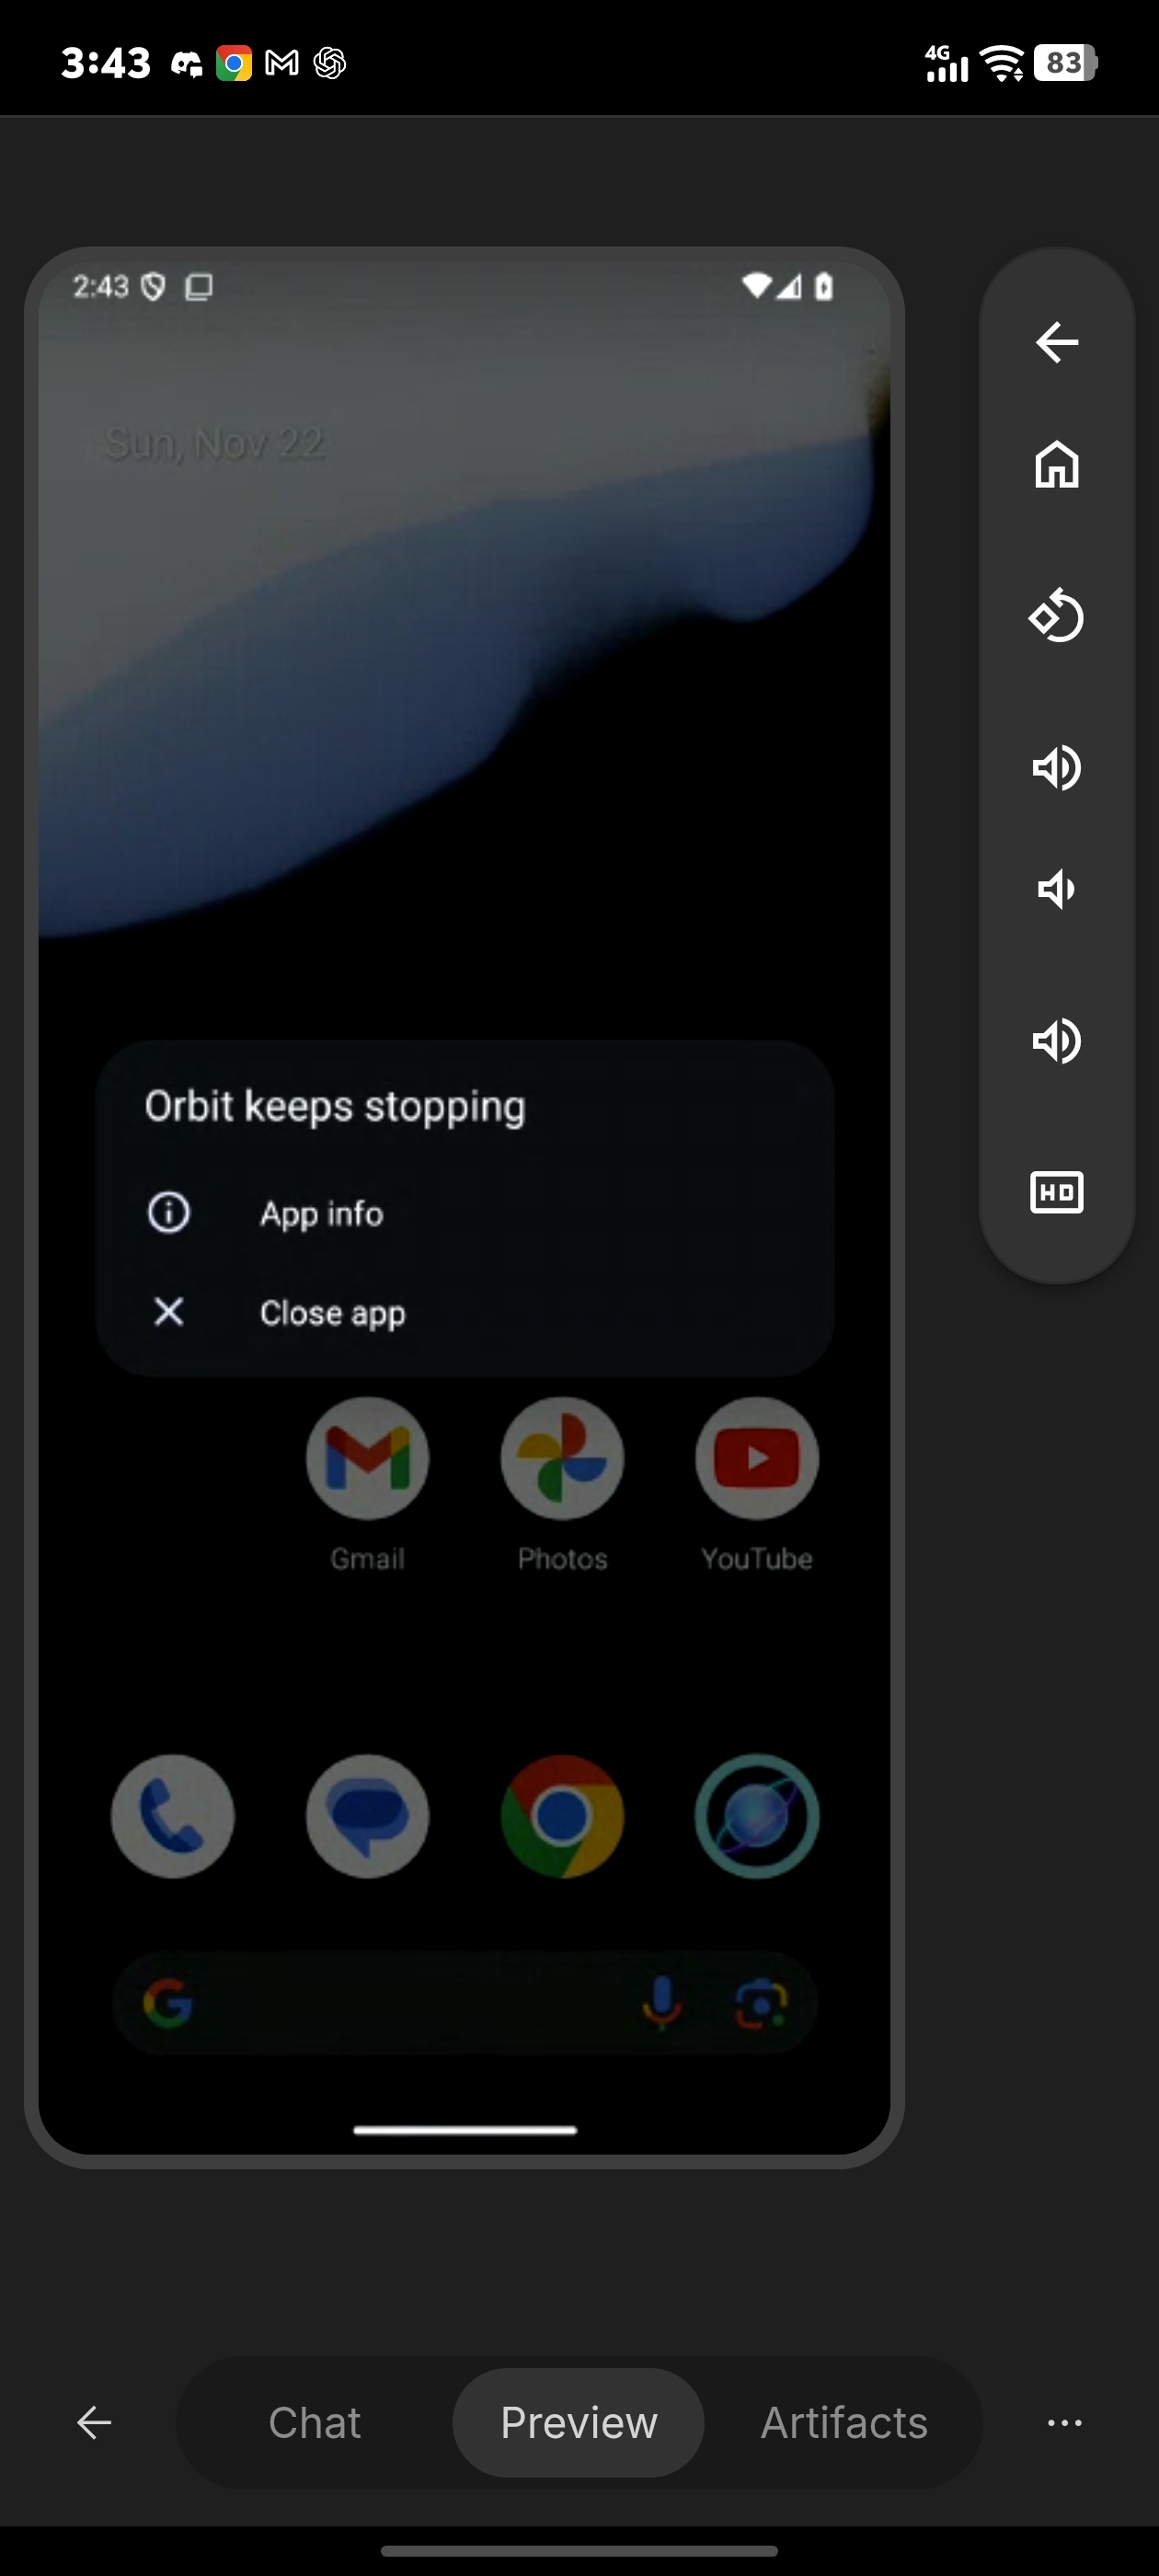 3:43
4G
83
2:43
Sun, Nov 22
Orbit keeps stopping
App info
Close app
Gmail
Photos
YouTube
HD
Chat
Preview
Artifacts